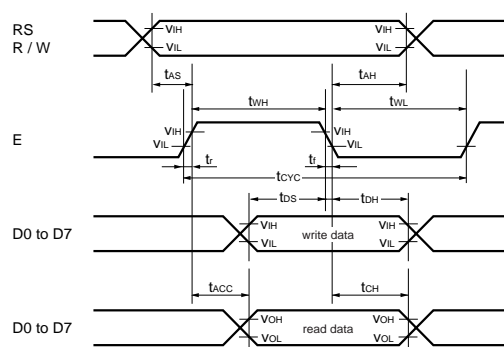 RS
R / W
VIH VIH
VIL VIL
tAS tAH
tWH tWL
E
VIH VIH
VIL VIL
tr tf
tCYC
tDS tDH
D0 to D7
VIH write data VIH
VIL VIL
tACC tCH
D0 to D7
VOH read data VOH
VOL VOL